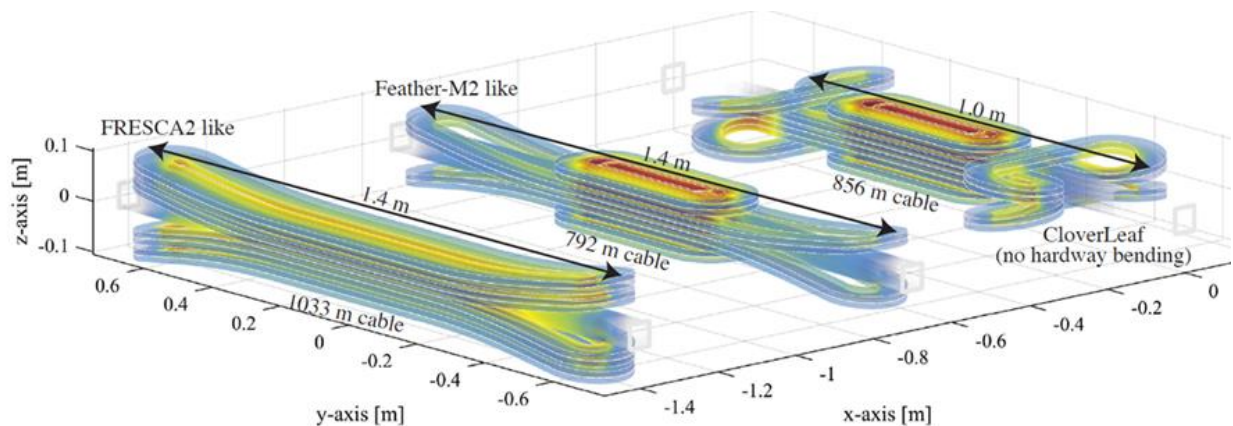 Feather-M2 like
FRESCA2 like
1.0 m
1.4 m
1.4 m
856 m cable
792 m cable
1033 m cable
CloverLeaf
(no hardway bending)
z-axis [m]
0.1
0
-0.1
y-axis [m]
0.6
0.4
0.2
0
-0.2
-0.4
-0.6
x-axis [m]
-1.4
-1.2
-1
-0.8
-0.6
-0.4
-0.2
0